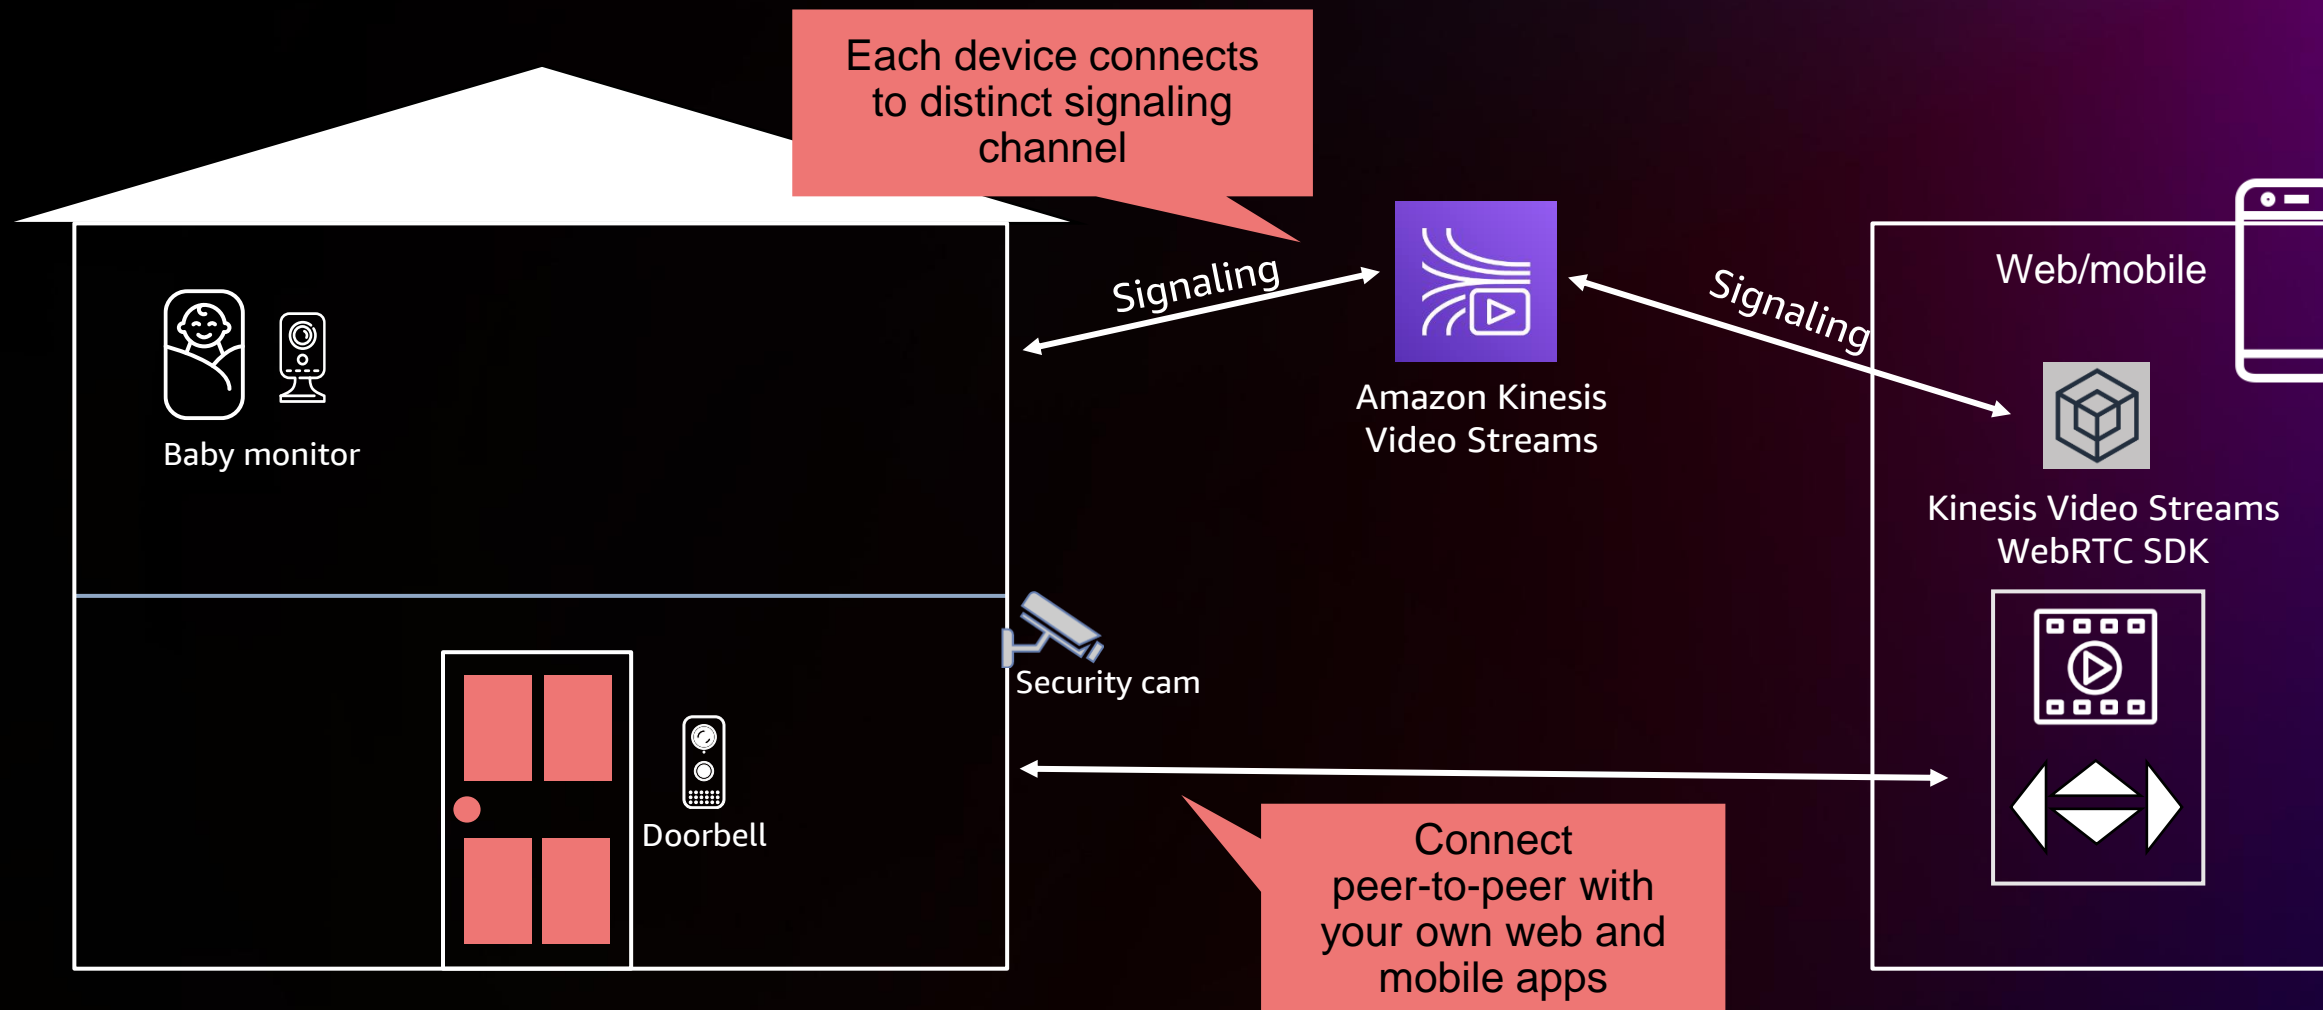 Each device connects
to distinct signaling
channel
Signaling
Signaling
Web/mobile
Amazon Kinesis
Video Streams
Baby monitor
Kinesis Video Streams
WebRTC SDK
Security cam
Doorbell
Connect
peer-to-peer with
your own web and
mobile apps